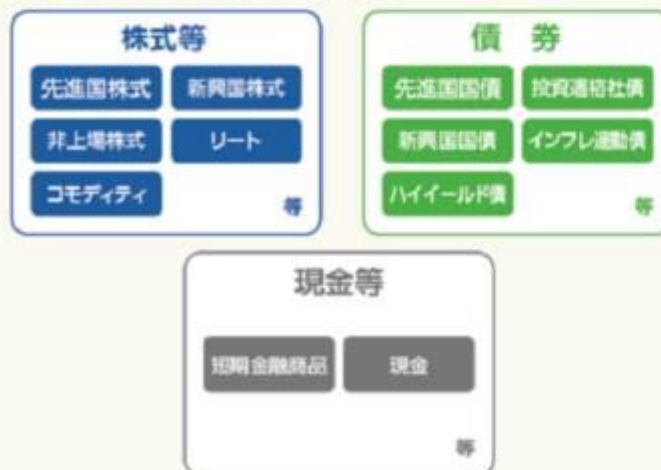 株式等
先進国株式 新興国株式
非上場株式 リート
コモディティ
等
債 券
先進国国債 投資適格社債
新興国国債 インフレ連動債
ハイイールド債
等
現金等
短期金融商品 現金
等